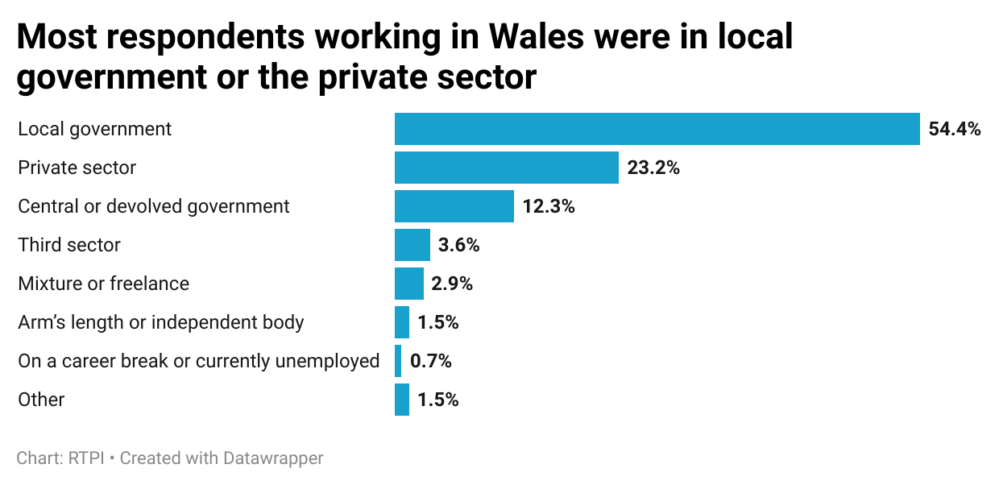 Most respondents working in Wales were in local
government or the private sector
Local government 54.4%
Private sector 23.2%
Central or devolved government 12.3%
Third sector 3.6%
Mixture or freelance 2.9%
Arm’s length or independent body 1.5%
On a career break or currently unemployed 0.7%
Other 1.5%
Chart: RTPI • Created with Datawrapper